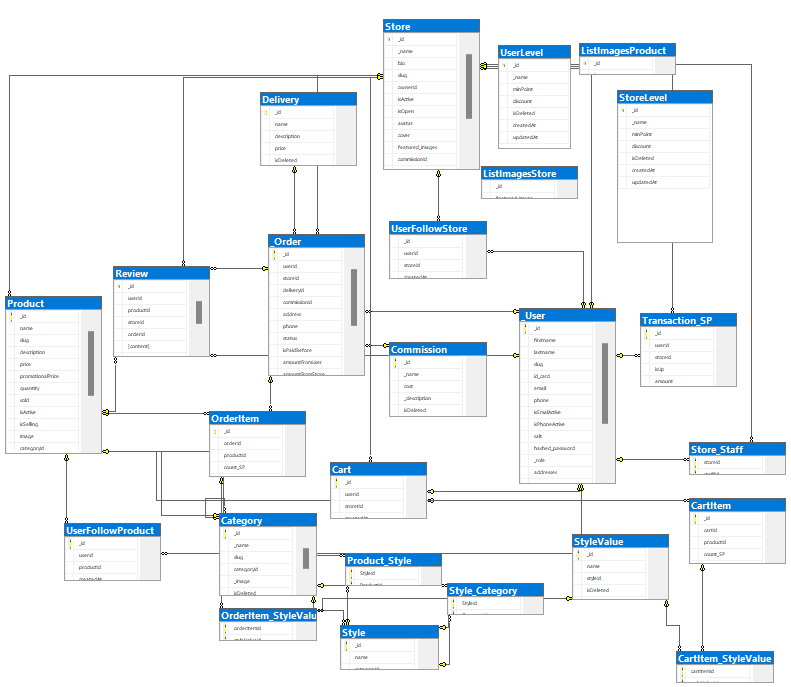 Store
_id
_name
bio
slug
ownerId
isActive
isOpen
avatar
cover
featured_images
commissionId
UserLevel
_id
_name
minPoint
discount
isDeleted
createdAt
updatedAt
ListImagesProduct
_id
StoreLevel
_id
_name
minPoint
discount
isDeleted
createdAt
updatedAt
Delivery
_id
name
description
price
isDeleted
ListImagesStore
_id
UserFollowStore
_id
userId
storeId
createdAt
_Order
_id
userId
storeId
deliveryId
commissionId
address
phone
status
isPaidBefore
amountFromUser
amountFromStore
Review
_id
userId
productId
storeId
orderId
[content]
Product
_id
name
slug
description
price
promotionalPrice
quantity
sold
isActive
isSelling
image
categoryId
_User
_id
firstname
lastname
slug
id_card
email
phone
isEmailActive
isPhoneActive
salt
hashed_password
_role
addresses
Transaction_SP
_id
userId
storeId
isUp
amount
Commission
_id
_name
cost
_description
isDeleted
OrderItem
_id
orderId
productId
count_SP
Store_Staff
storeId
Cart
_id
userId
storeId
CartItem
_id
cartId
productId
count_SP
Category
_id
_name
slug
categoryId
_image
isDeleted
UserFollowProduct
_id
userId
productId
createdAt
StyleValue
_id
name
styleId
isDeleted
Product_Style
StyleId
Style_Category
StyleId
OrderItem_StyleValu
orderItemId
Style
_id
name
CartItem_StyleValue
cartItemId